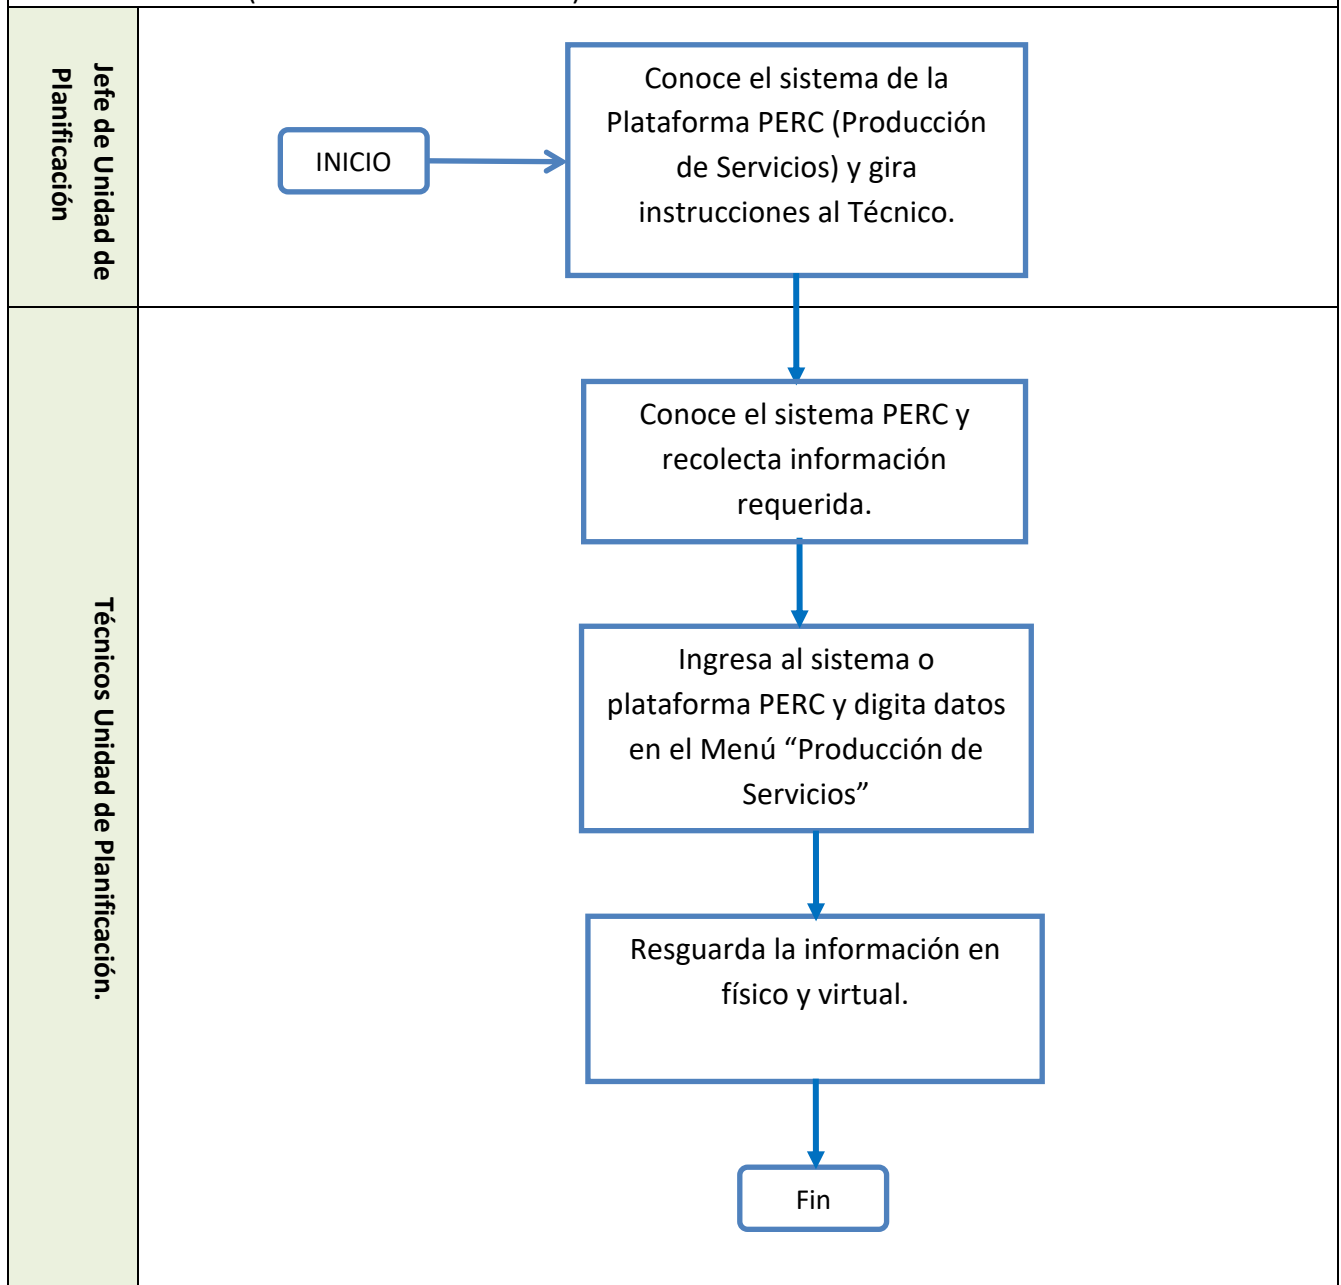 Jefe de Unidad de
Planificación
INICIO
Conoce el sistema de la
Plataforma PERC (Producción
de Servicios) y gira
instrucciones al Técnico.
Técnicos Unidad de Planificación.
Conoce el sistema PERC y
recolecta información
requerida.
Ingresa al sistema o
plataforma PERC y digita datos
en el Menú “Producción de
Servicios”
Resguarda la información en
físico y virtual.
Fin